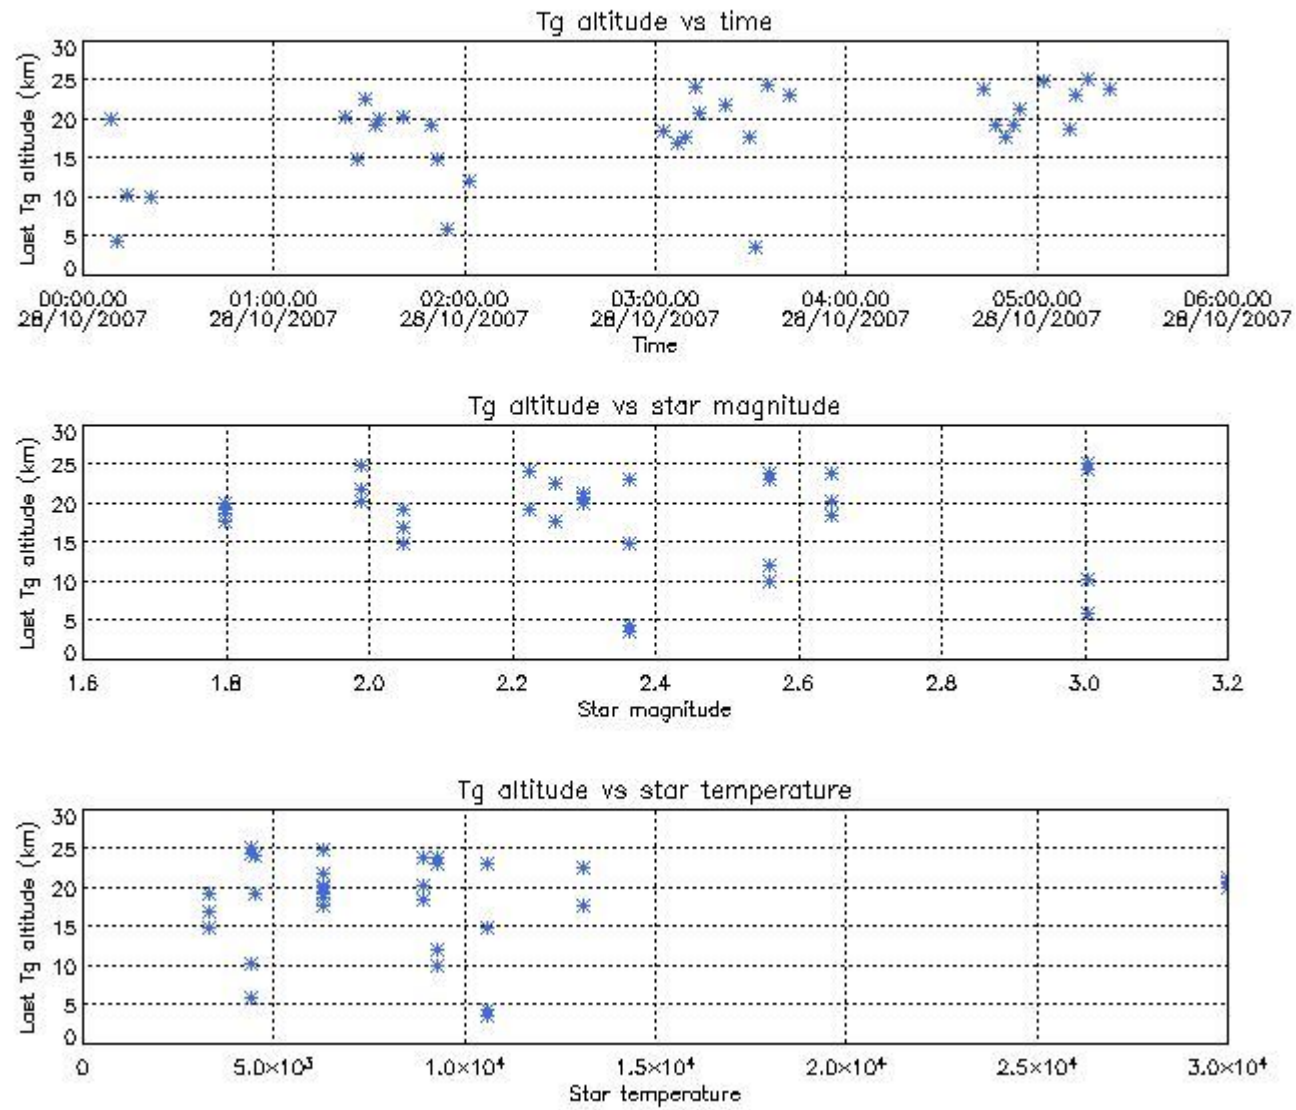 Tg altitude vs time
Last Tg altitude (km)
30
25
20
15
10
5
0
00:00.00 01:00.00 02:00.00 03:00.00 04:00.00 05:00.00 06:00.00
28/10/2007 28/10/2007 28/10/2007 28/10/2007 28/10/2007 28/10/2007 28/10/2007
Time
Tg altitude vs star magnitude
Last Tg altitude (km)
30
25
20
15
10
5
0
1.6 1.8 2.0 2.2 2.4 2.6 2.8 3.0 3.2
Star magnitude
Tg altitude vs star temperature
Last Tg altitude (km)
30
25
20
15
10
5
0
0 5.0×10³ 1.0×10⁴ 1.5×10⁴ 2.0×10⁴ 2.5×10⁴ 3.0×10⁴
Star temperature